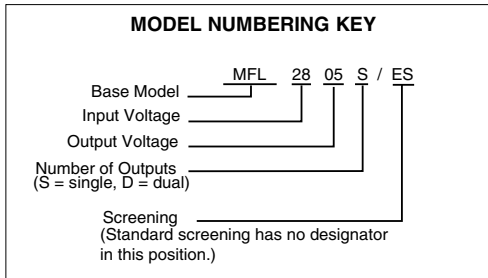 MODEL NUMBERING KEY
MFL 28 05 S / ES
Base Model
Input Voltage
Output Voltage
Number of Outputs
(S = single, D = dual)
Screening
(Standard screening has no designator
in this position.)